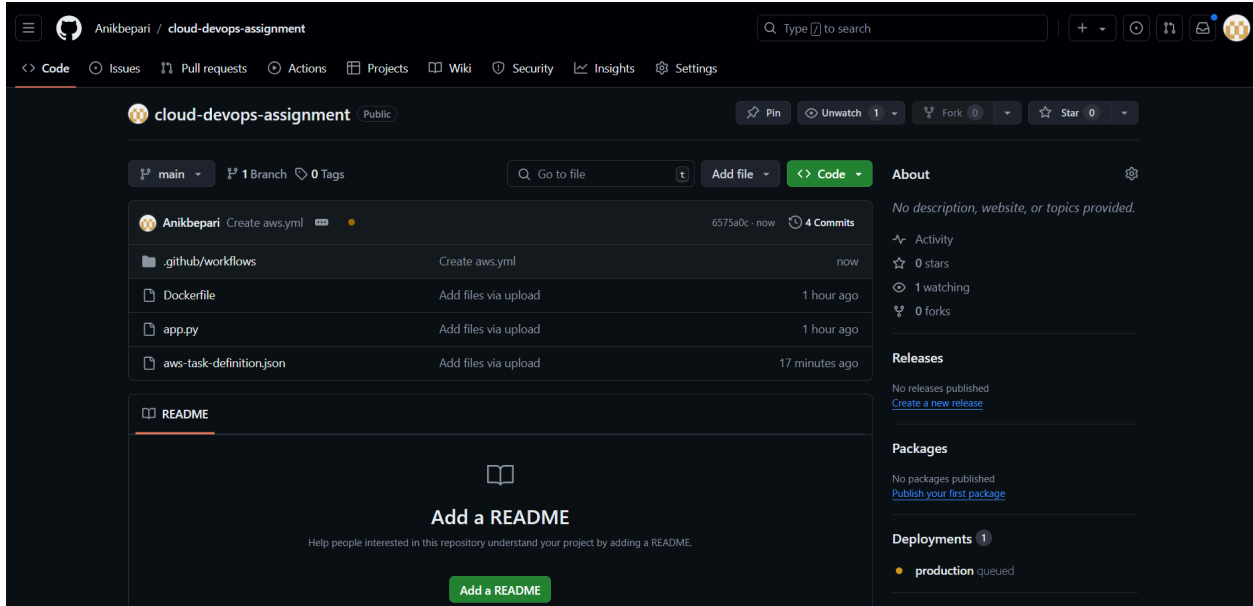 Anikbepari / cloud-devops-assignment
Type / to search
Code Issues Pull requests Actions Projects Wiki Security Insights Settings
cloud-devops-assignment Public
Pin Unwatch 1 Fork 0 Star 0
main 1 Branch 0 Tags Go to file t Add file Code
Anikbepari Create aws.yml 6575a0c · now 4 Commits
.github/workflows Create aws.yml now
Dockerfile Add files via upload 1 hour ago
app.py Add files via upload 1 hour ago
aws-task-definition.json Add files via upload 17 minutes ago
README
Add a README
Help people interested in this repository understand your project by adding a README.
Add a README
About
No description, website, or topics provided.
Activity
0 stars
1 watching
0 forks
Releases
No releases published
Create a new release
Packages
No packages published
Publish your first package
Deployments 1
production queued